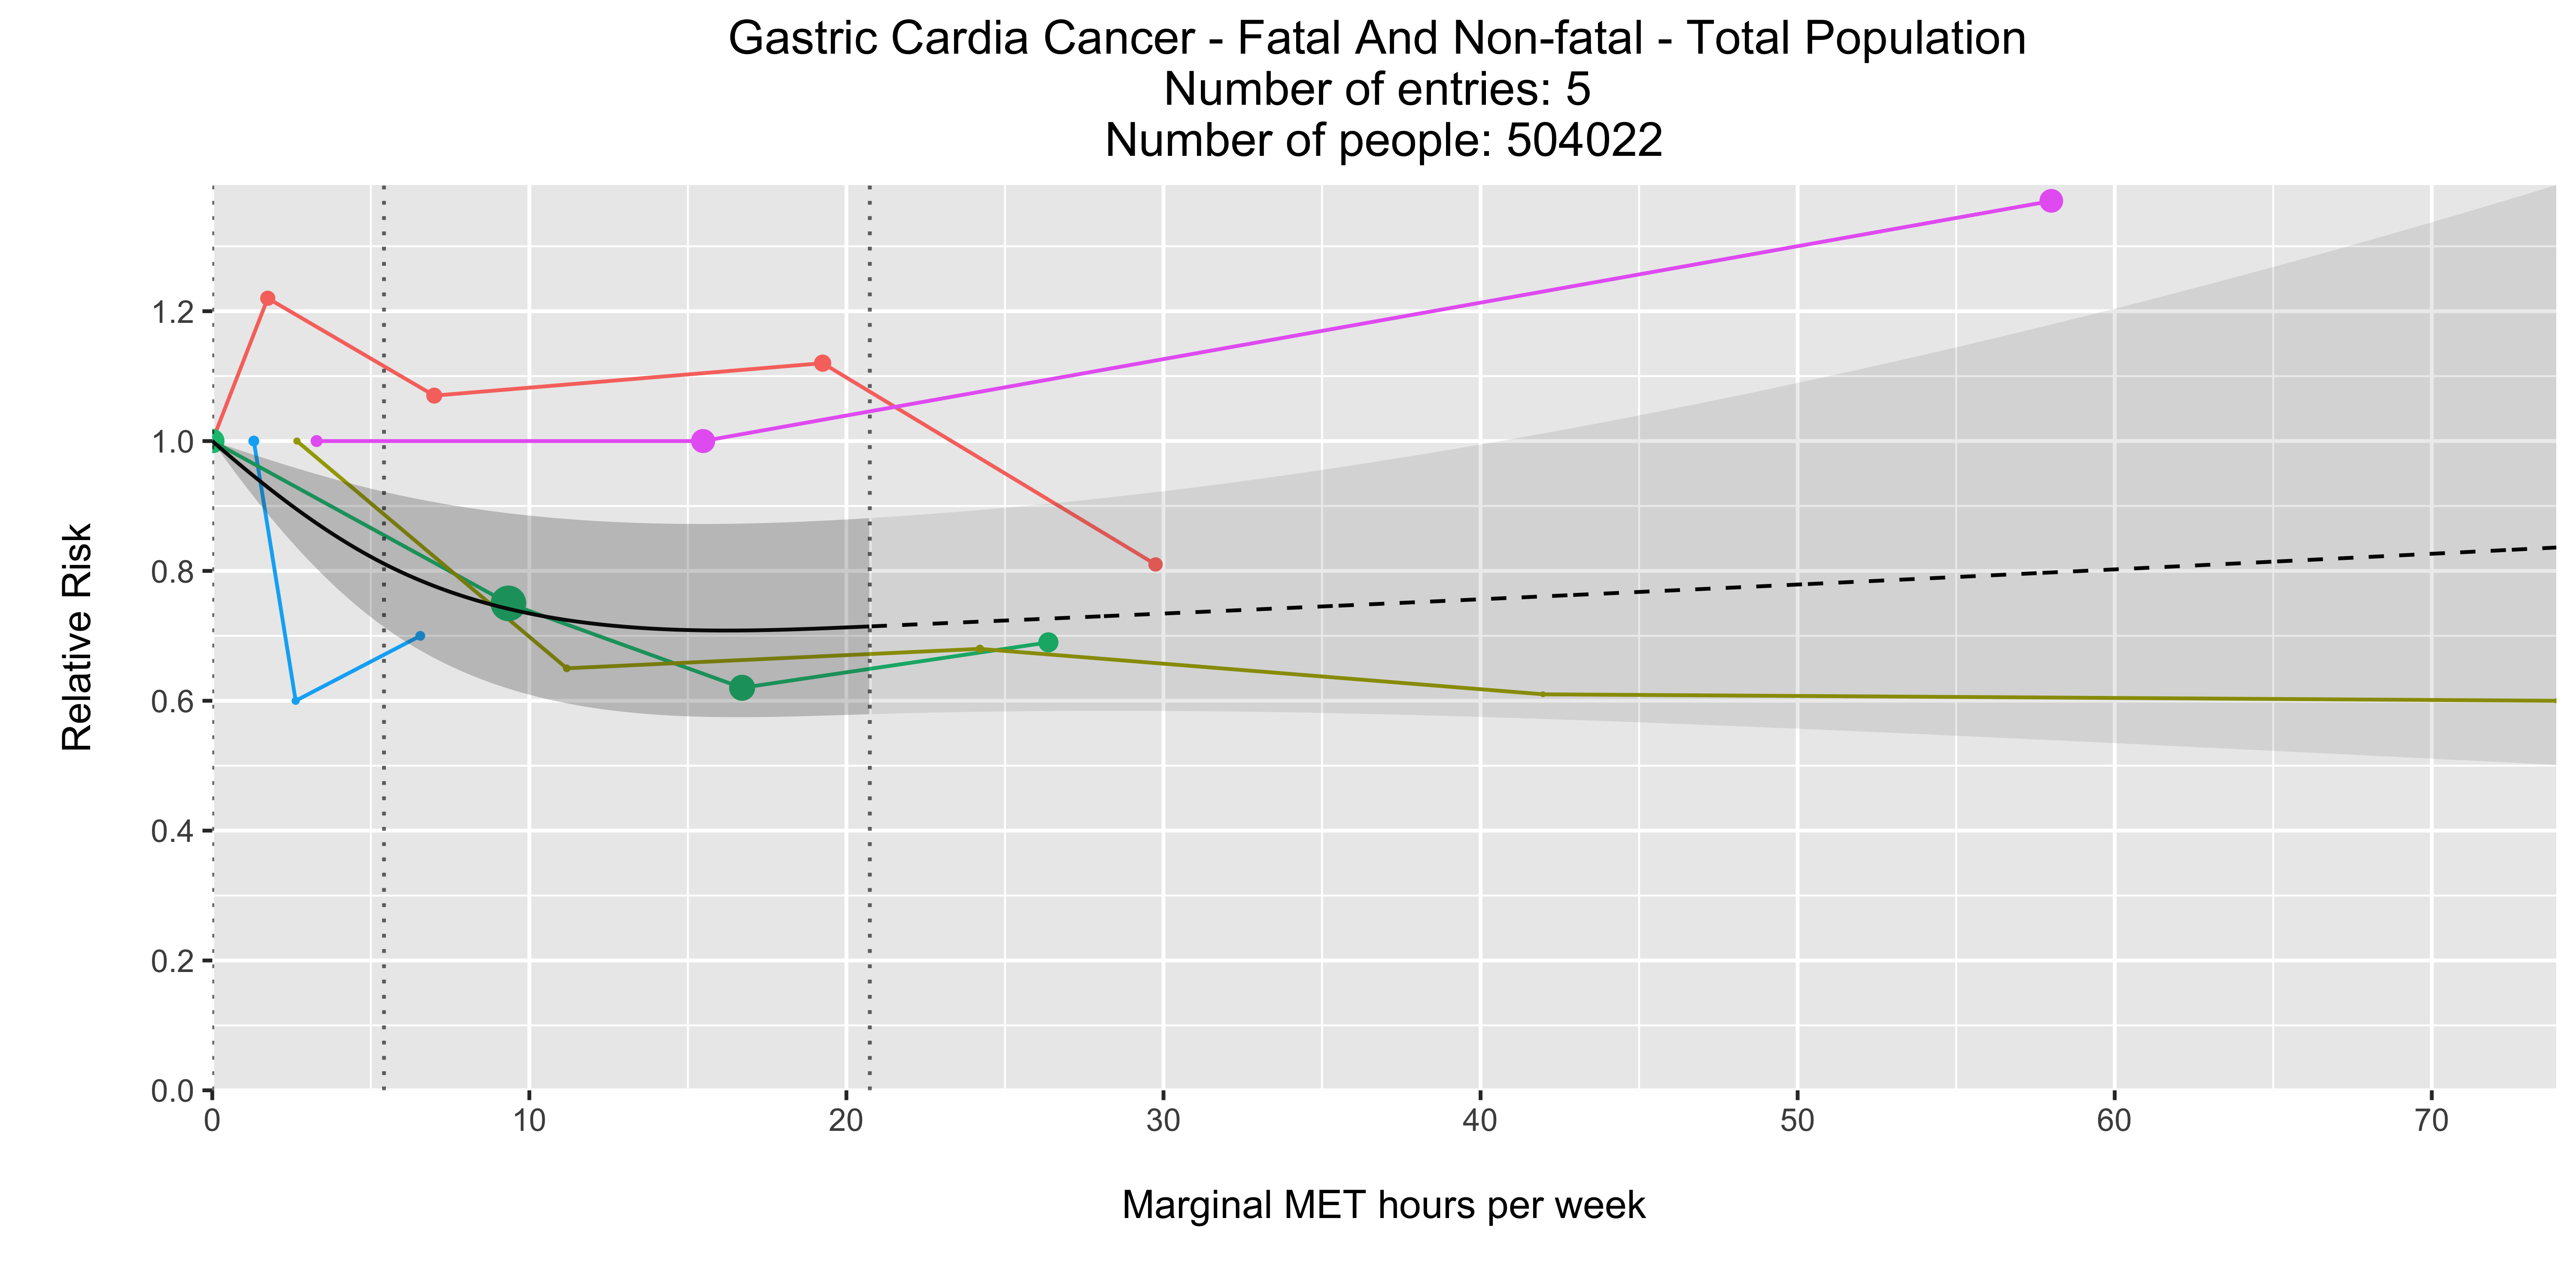 Gastric Cardia Cancer - Fatal And Non-fatal - Total Population
Number of entries: 5
Number of people: 504022
Relative Risk
1.2
1.0
0.8
0.6
0.4
0.2
0.0
0 10 20 30 40 50 60 70
Marginal MET hours per week